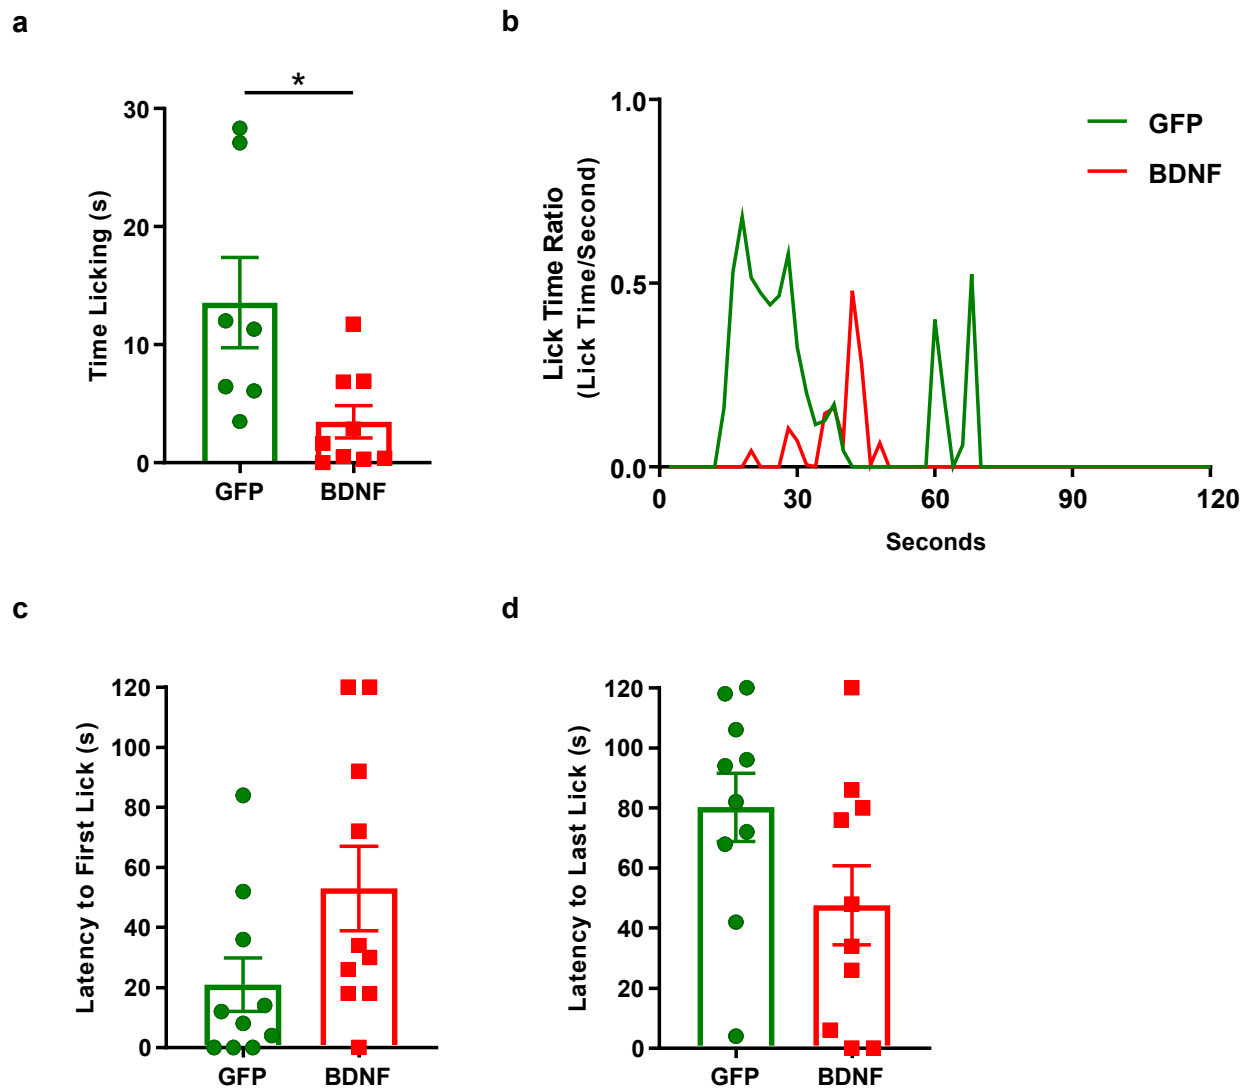 a
*
30
20
10
0
Time Licking (s)
GFP
BDNF
b
1.0
0.5
0.0
Lick Time Ratio
(Lick Time/Second)
GFP
BDNF
0
30
60
90
120
Seconds
c
120
100
80
60
40
20
0
Latency to First Lick (s)
GFP
BDNF
d
120
100
80
60
40
20
0
Latency to Last Lick (s)
GFP
BDNF